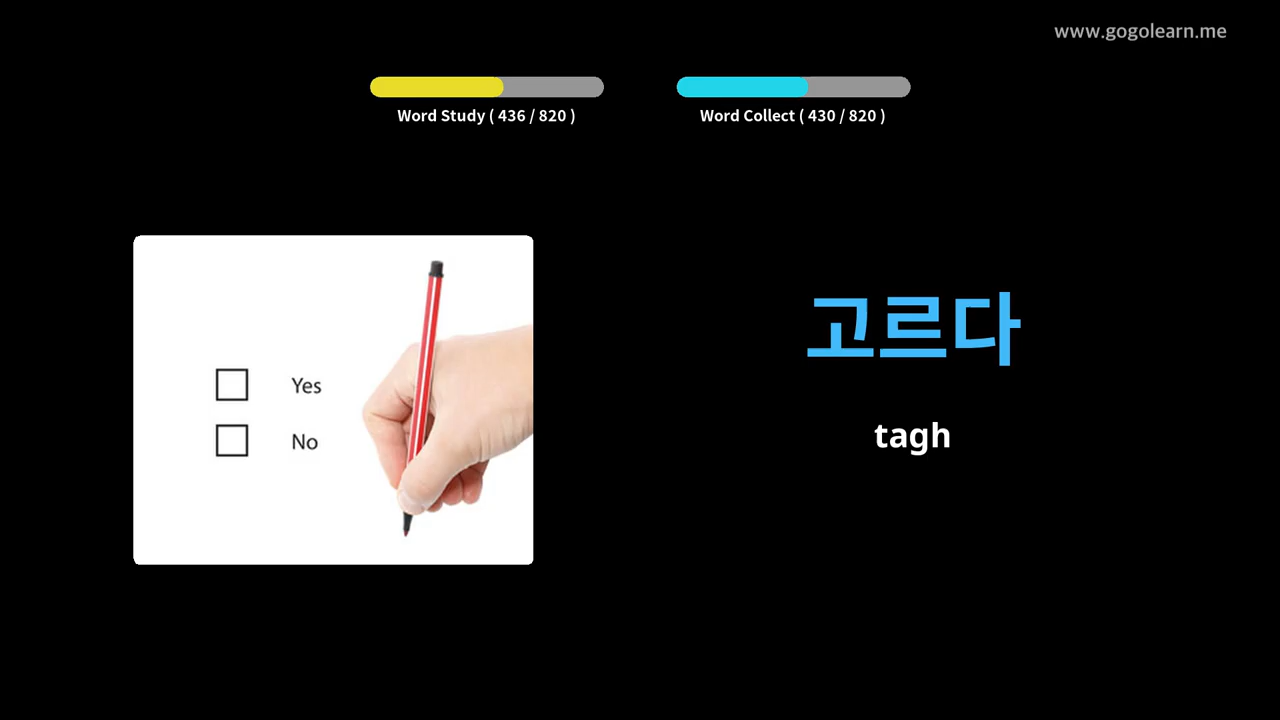 www.gogolearn.me
Word Study ( 436 / 820 )
Word Collect ( 430 / 820 )
Yes
No
고르다
tagh